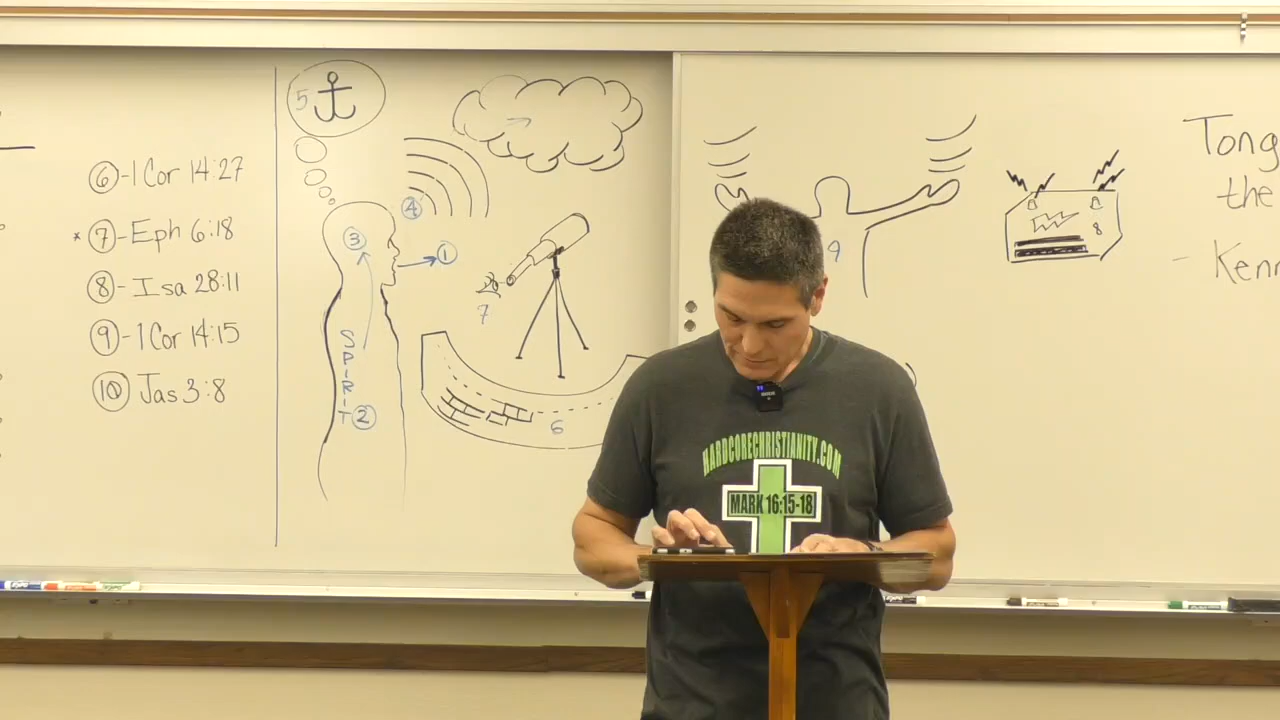 ⑥-1 Cor 14:27
* ⑦-Eph 6:18
⑧-Isa 28:11
⑨-1 Cor 14:15
⑩ Jas 3:8
5
④
③
①
SPIRIT
②
7
6
9
8
Tong
the
- Kenn
HARDCORECHRISTIANITY.COM
MARK 16:15-18